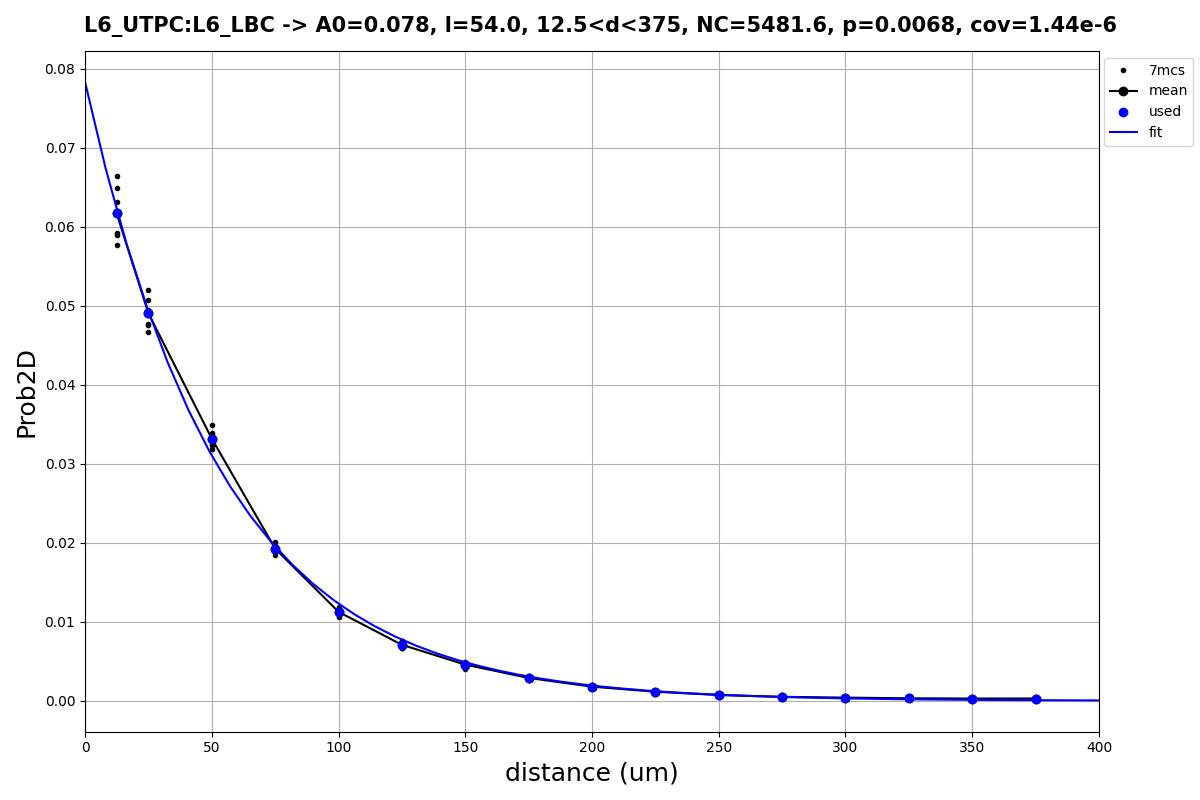 L6_UTPC:L6_LBC -> A0=0.078, l=54.0, 12.5<d<375, NC=5481.6, p=0.0068, cov=1.44e-6
7mcs
mean
used
fit
0.08
0.07
0.06
0.05
0.04
0.03
0.02
0.01
0.00
Prob2D
0 50 100 150 200 250 300 350 400
distance (um)